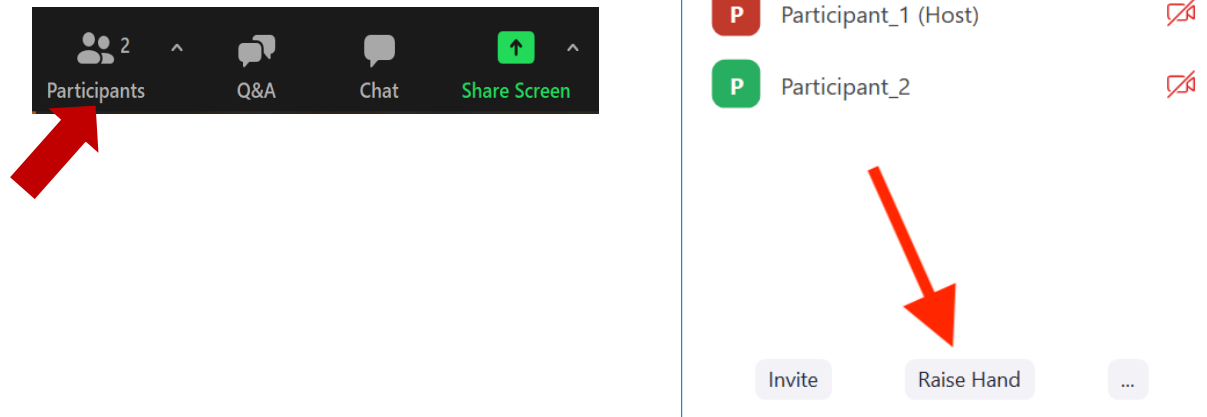 2
Participants
Q&A
Chat
Share Screen
P
Participant_1 (Host)
P
Participant_2
Invite
Raise Hand
...